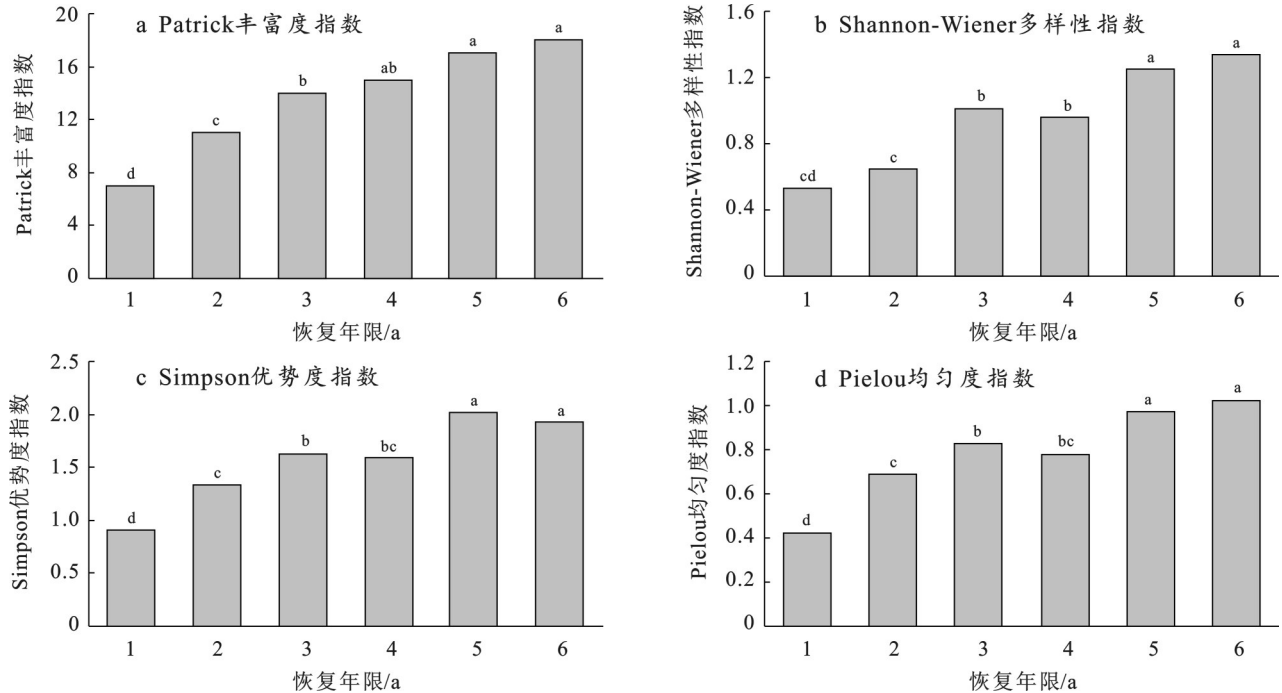 a Patrick丰富度指数
Patrick丰富度指数
20
16
12
8
4
0
d
c
b
ab
a
a
1 2 3 4 5 6
恢复年限/a
b Shannon-Wiener多样性指数
Shannon-Wiener多样性指数
1.6
1.2
0.8
0.4
0
cd
c
b
b
a
a
1 2 3 4 5 6
恢复年限/a
c Simpson优势度指数
Simpson优势度指数
2.5
2.0
1.5
1.0
0.5
0
d
c
b
bc
a
a
1 2 3 4 5 6
恢复年限/a
d Pielou均匀度指数
Pielou均匀度指数
1.2
1.0
0.8
0.6
0.4
0.2
0
d
c
b
bc
a
a
1 2 3 4 5 6
恢复年限/a